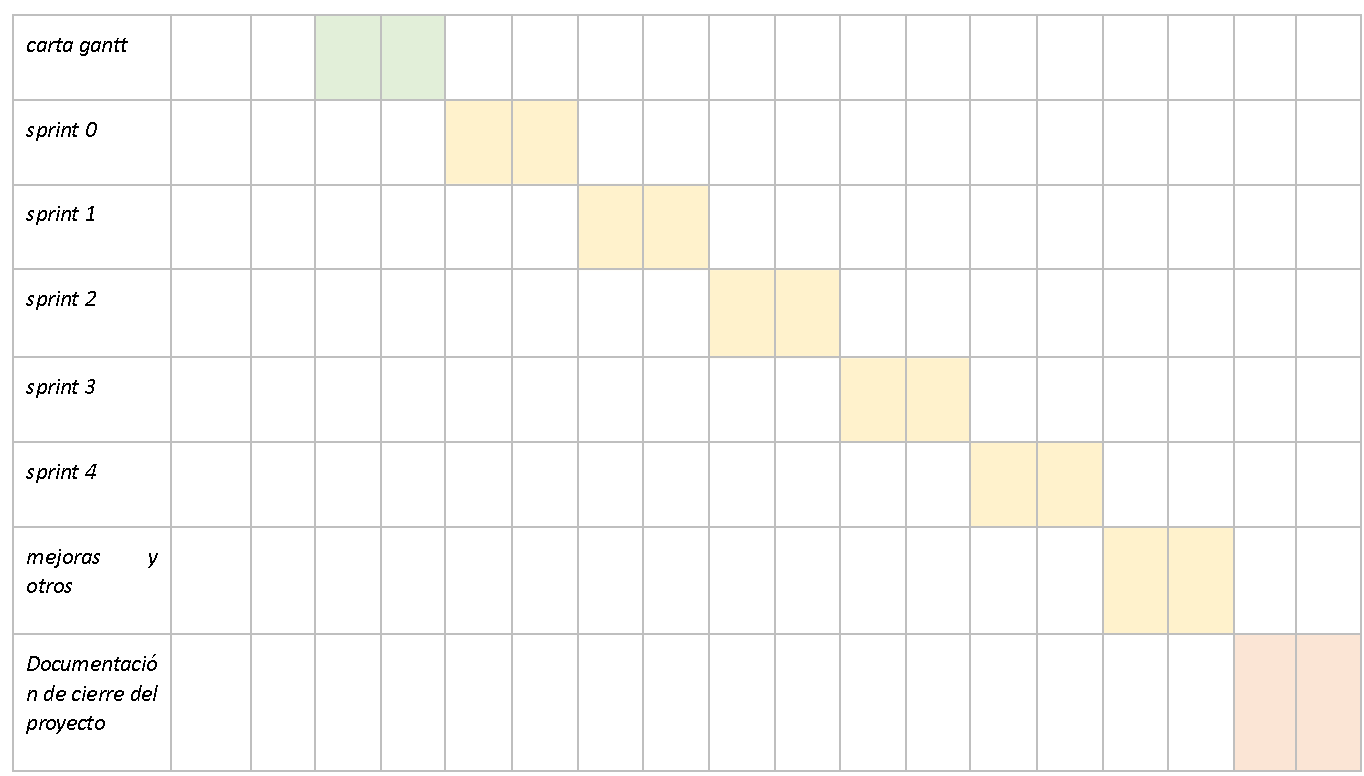 carta gantt
sprint 0
sprint 1
sprint 2
sprint 3
sprint 4
mejoras y
otros
Documentació
n de cierre del
proyecto